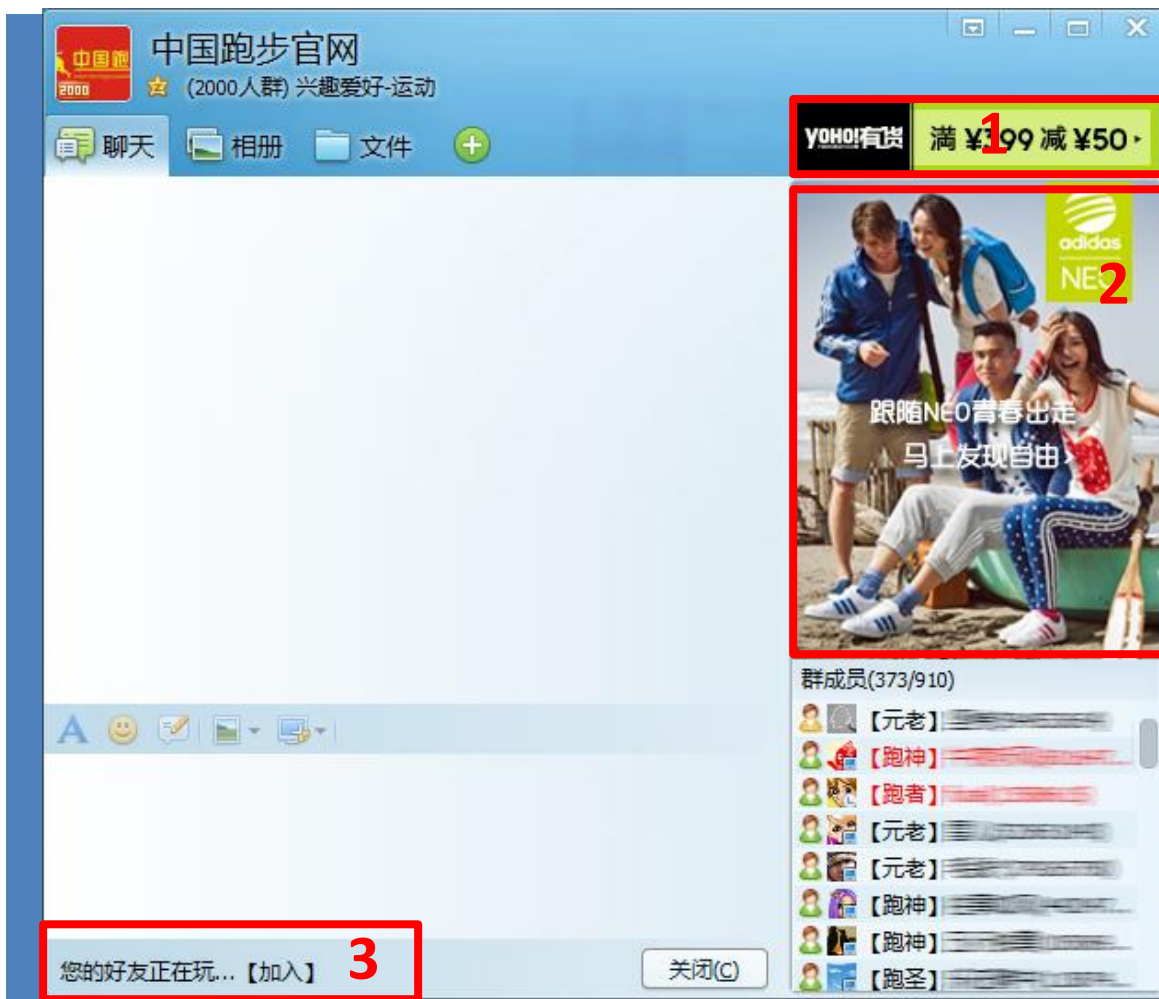 中国跑
2000
中国跑步官网
(2000人群) 兴趣爱好-运动
聊天 相册 文件
YOHO!有货 满 ¥399 减 ¥50
1
adidas
NEO
2
跟随NEO青春出走
马上发现自由
群成员(373/910)
【元老】
【跑神】
【跑者】
【元老】
【元老】
【跑神】
【跑神】
【跑圣】
您的好友正在玩...【加入】 3
关闭(C)